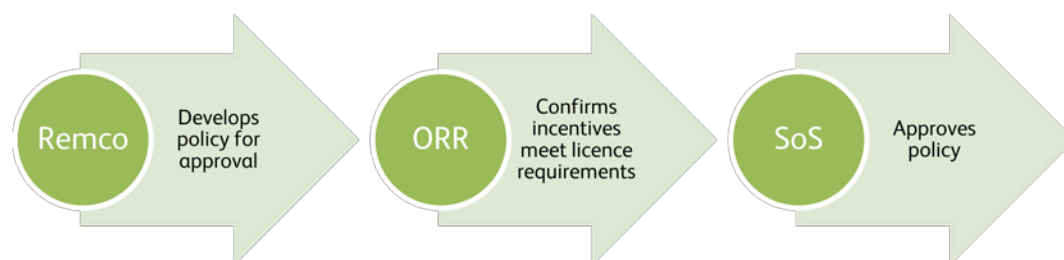 Remco
Develops
policy for
approval
ORR
Confirms
incentives
meet licence
requirements
SoS
Approves
policy